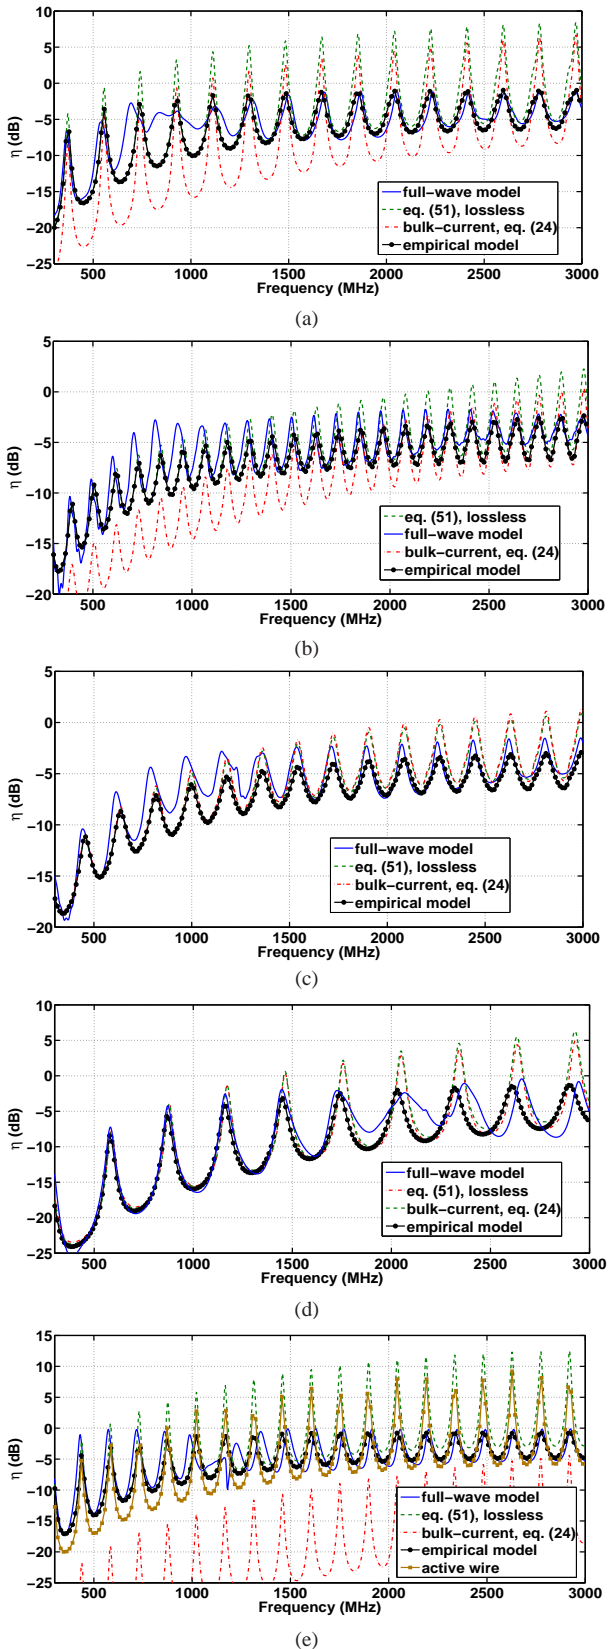 10
5
0
−5
−10
−15
−20
−25
η (dB)
full−wave model
eq. (51), lossless
bulk−current, eq. (24)
empirical model
500 1000 1500 2000 2500 3000
Frequency (MHz)
(a)
5
0
−5
−10
−15
−20
η (dB)
eq. (51), lossless
full−wave model
bulk−current, eq. (24)
empirical model
500 1000 1500 2000 2500 3000
Frequency (MHz)
(b)
5
0
−5
−10
−15
−20
η (dB)
full−wave model
eq. (51), lossless
bulk−current, eq. (24)
empirical model
500 1000 1500 2000 2500 3000
Frequency (MHz)
(c)
10
5
0
−5
−10
−15
−20
−25
η (dB)
full−wave model
eq. (51), lossless
bulk−current, eq. (24)
empirical model
500 1000 1500 2000 2500 3000
Frequency (MHz)
(d)
15
10
5
0
−5
−10
−15
−20
−25
η (dB)
full−wave model
eq. (51), lossless
bulk−current, eq. (24)
empirical model
active wire
500 1000 1500 2000 2500 3000
Frequency (MHz)
(e)